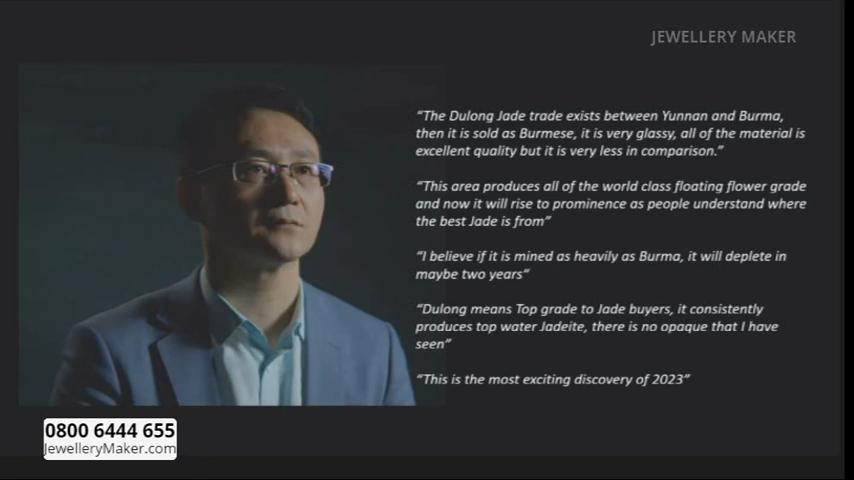 JEWELLERY MAKER
“The Dulong Jade trade exists between Yunnan and Burma,
then it is sold as Burmese, it is very glassy, all of the material is
excellent quality but it is very less in comparison.”
“This area produces all of the world class floating flower grade
and now it will rise to prominence as people understand where
the best Jade is from”
“I believe if it is mined as heavily as Burma, it will deplete in
maybe two years“
“Dulong means Top grade to Jade buyers, it consistently
produces top water Jadeite, there is no opaque that I have
seen”
“This is the most exciting discovery of 2023”
0800 6444 655
JewelleryMaker.com